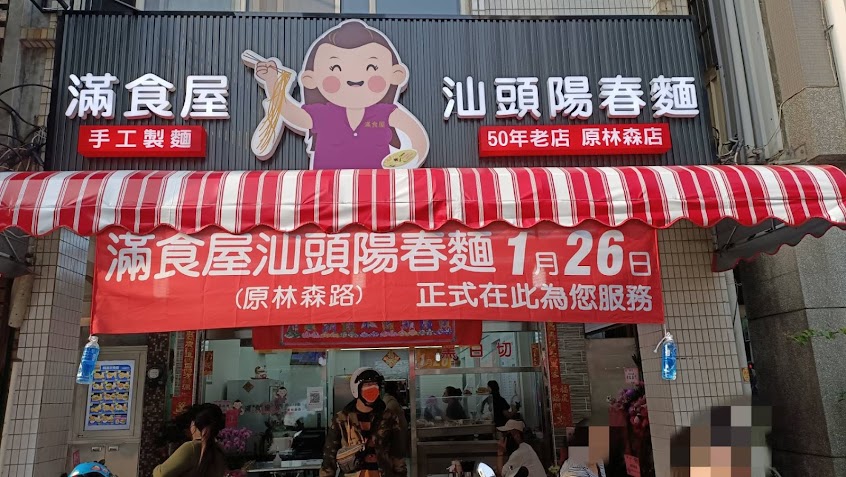 滿食屋
手工製麵
汕頭陽春麵
50年老店 原林森店
滿食屋汕頭陽春麵1月26日
(原林森路) 正式在此為您服務